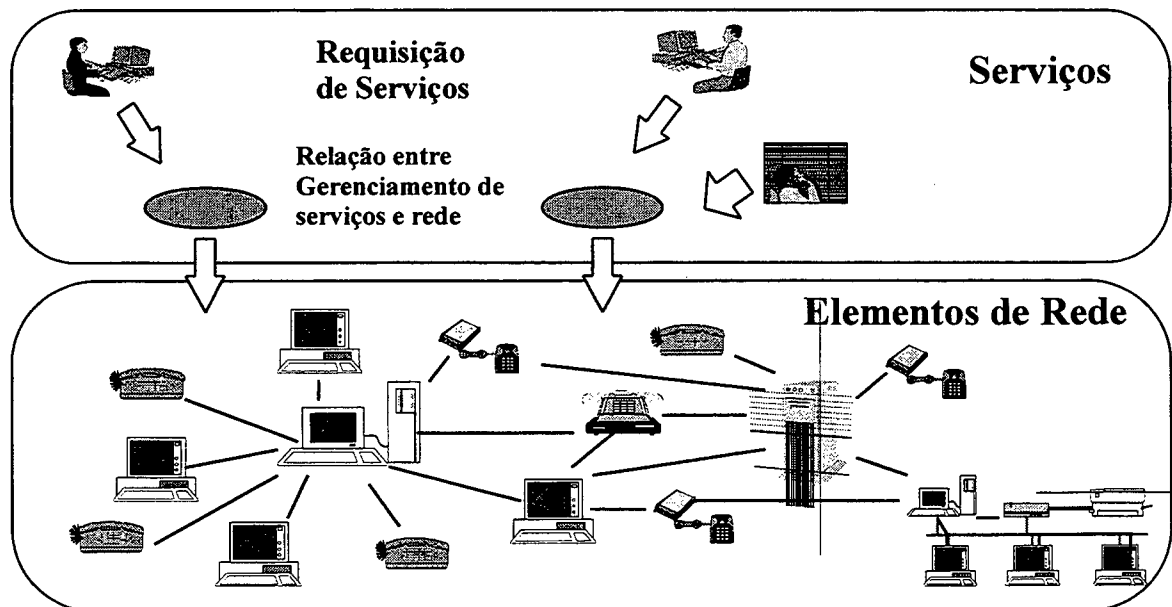 Requisição
de Serviços
Serviços
Relação entre
Gerenciamento de
serviços e rede
Elementos de Rede